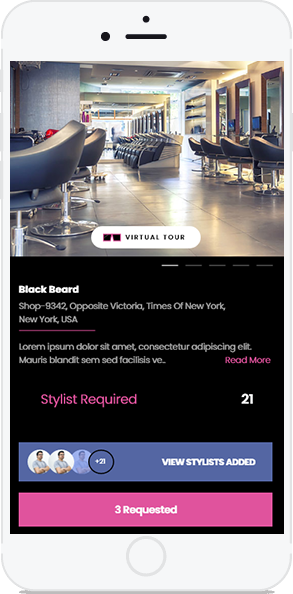 VIRTUAL TOUR
Black Beard
Shop-9342, Opposite Victoria, Times Of New York,
New York, USA
Lorem ipsum dolor sit amet, consectetur adipiscing elit.
Mauris blandit sem sed facilisis ve.. Read More
Stylist Required 21
+21 VIEW STYLISTS ADDED
3 Requested